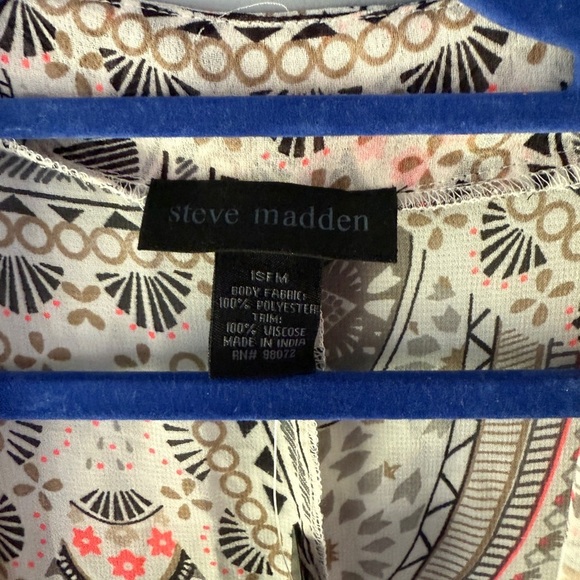 steve madden
1SFM
BODY FABRIC:
100% POLYESTER
TRIM:
100% VISCOSE
MADE IN INDIA
RN# 98072